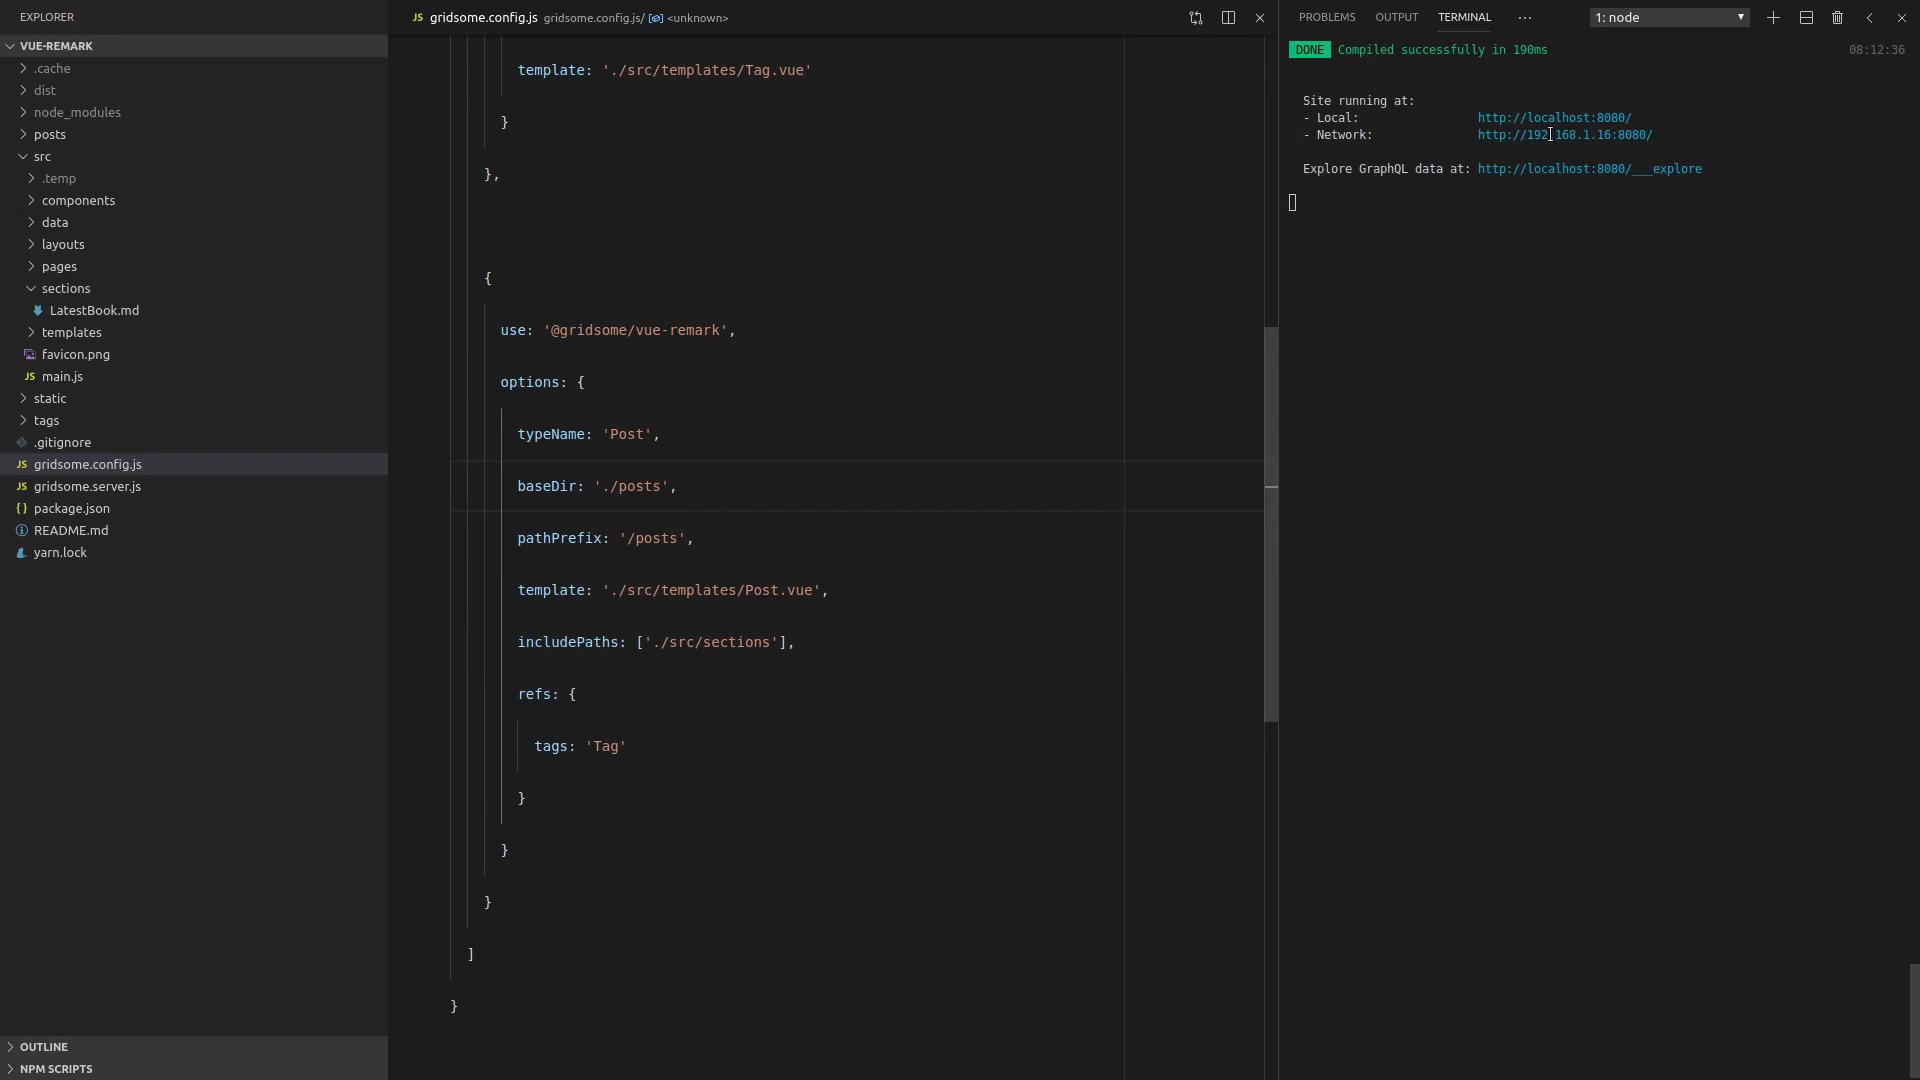 EXPLORER
VUE-REMARK
.cache
dist
node_modules
posts
src
.temp
components
data
layouts
pages
sections
LatestBook.md
templates
favicon.png
JS main.js
static
tags
.gitignore
JS gridsome.config.js
JS gridsome.server.js
{} package.json
README.md
yarn.lock
OUTLINE
NPM SCRIPTS
JS gridsome.config.js gridsome.config.js/ <unknown>
template: './src/templates/Tag.vue'
}
},
{
use: '@gridsome/vue-remark',
options: {
typeName: 'Post',
baseDir: './posts',
pathPrefix: '/posts',
template: './src/templates/Post.vue',
includePaths: ['./src/sections'],
refs: {
tags: 'Tag'
}
}
}
]
}
PROBLEMS OUTPUT TERMINAL ··· 1: node
DONE Compiled successfully in 190ms 08:12:36
Site running at:
- Local: http://localhost:8080/
- Network: http://192.168.1.16:8080/
Explore GraphQL data at: http://localhost:8080/___explore